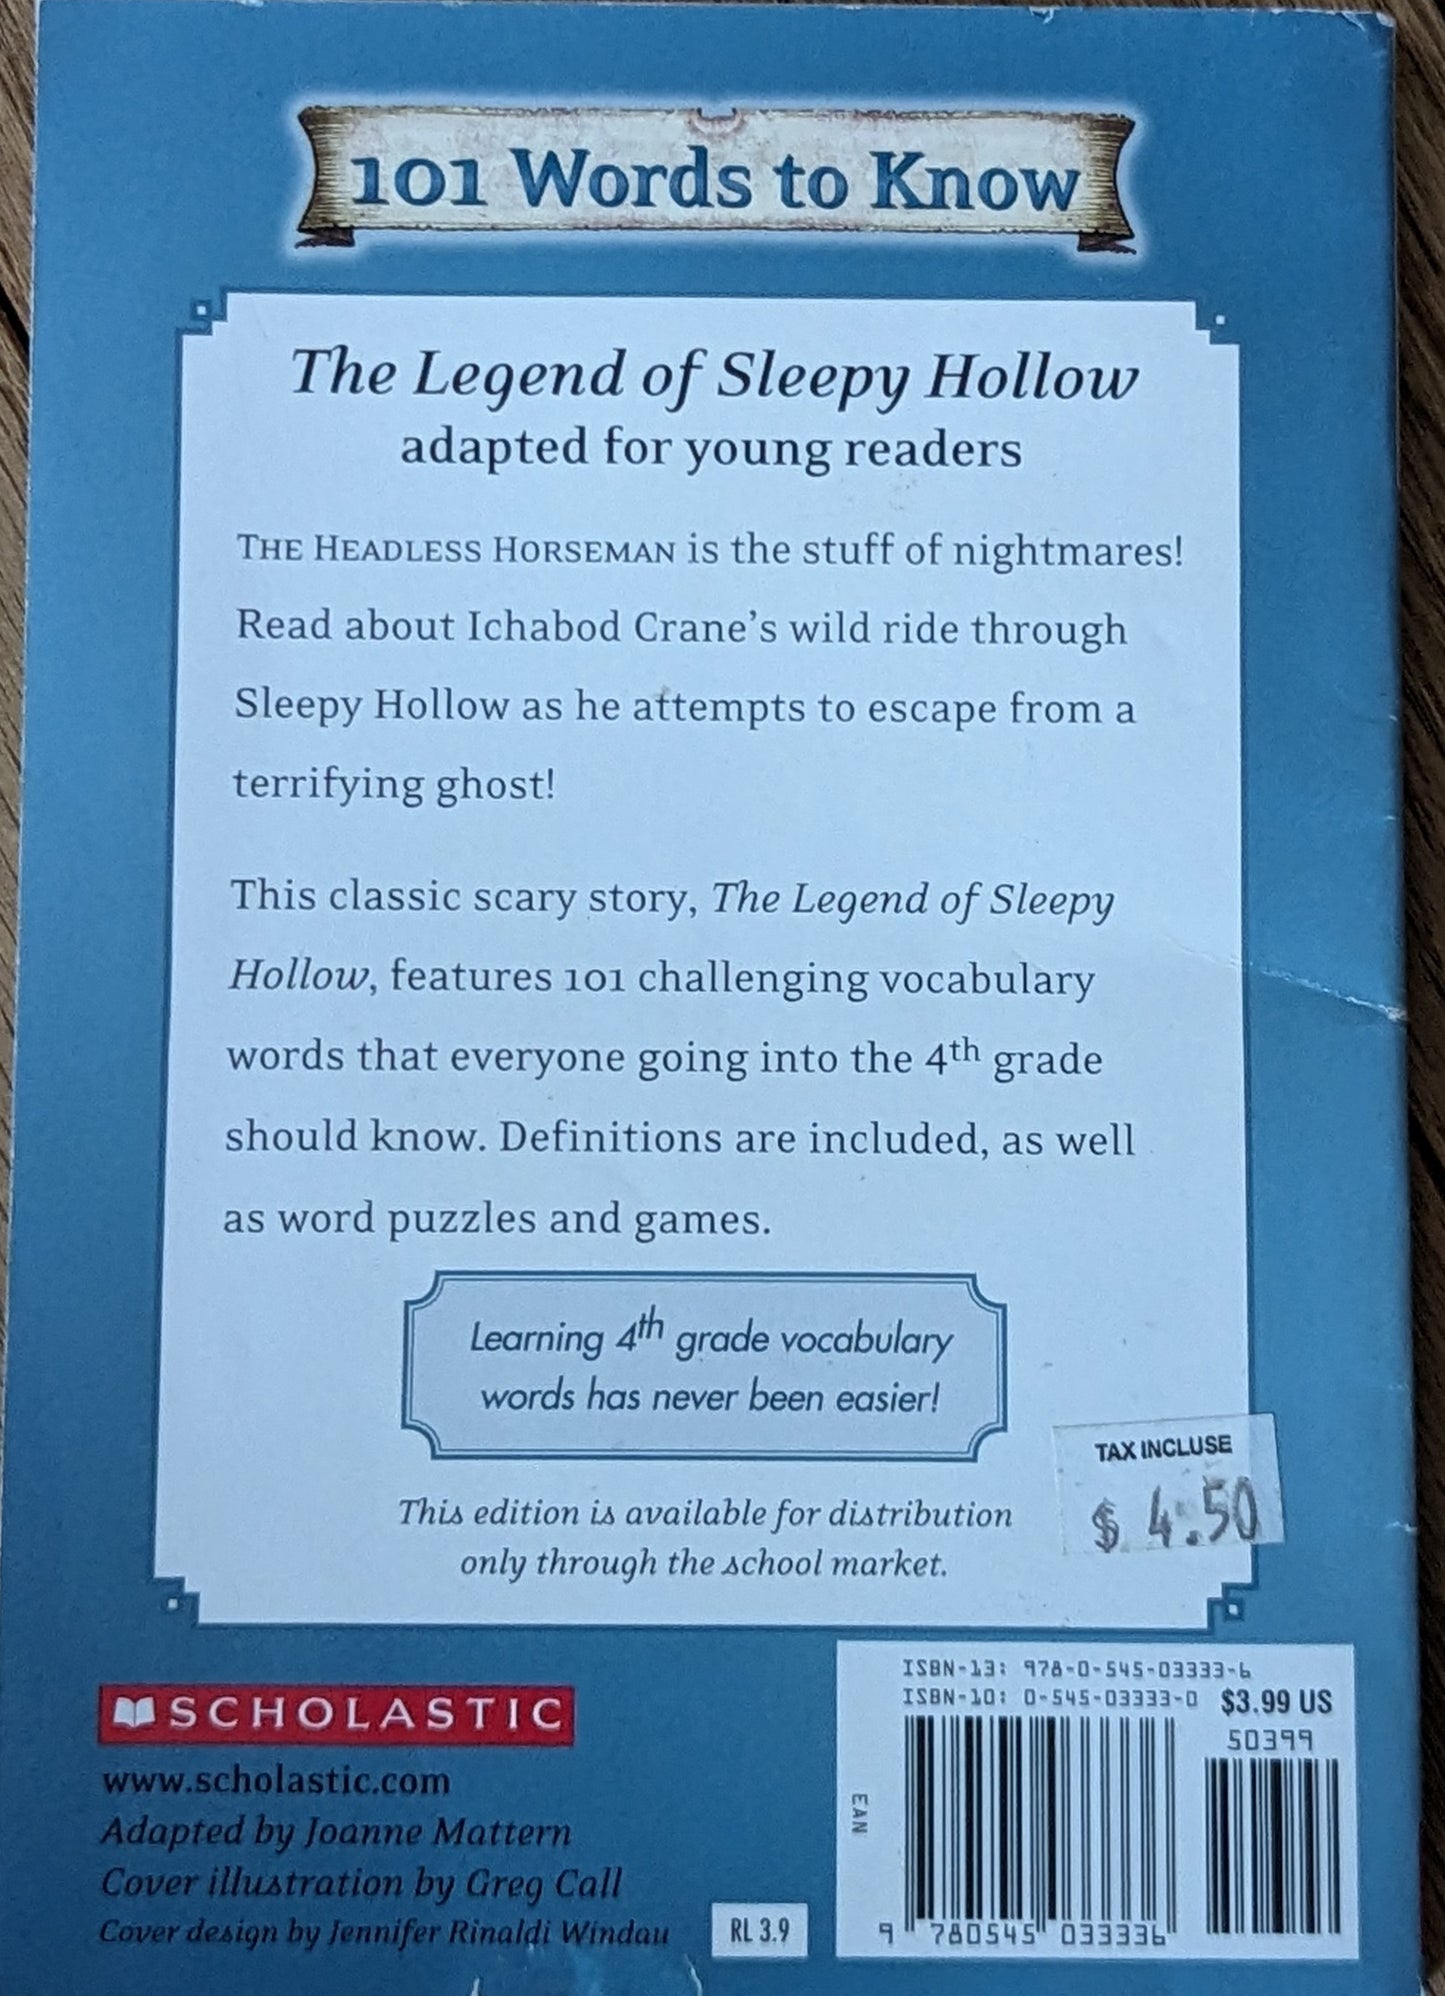 101 Words to Know
The Legend of Sleepy Hollow
adapted for young readers
THE HEADLESS HORSEMAN is the stuff of nightmares!
Read about Ichabod Crane's wild ride through
Sleepy Hollow as he attempts to escape from a
terrifying ghost!
This classic scary story, The Legend of Sleepy
Hollow, features 101 challenging vocabulary
words that everyone going into the 4th grade
should know. Definitions are included, as well
as word puzzles and games.
Learning 4th grade vocabulary
words has never been easier!
This edition is available for distribution
only through the school market.
TAX INCLUSE
$ 4.50
SCHOLASTIC
www.scholastic.com
Adapted by Joanne Mattern
Cover illustration by Greg Call
Cover design by Jennifer Rinaldi Windau
RL 3.9
ISBN-13: 978-0-545-03333-6
ISBN-10: 0-545-03333-0
$3.99 US
50399
EAN
9 780545 033336